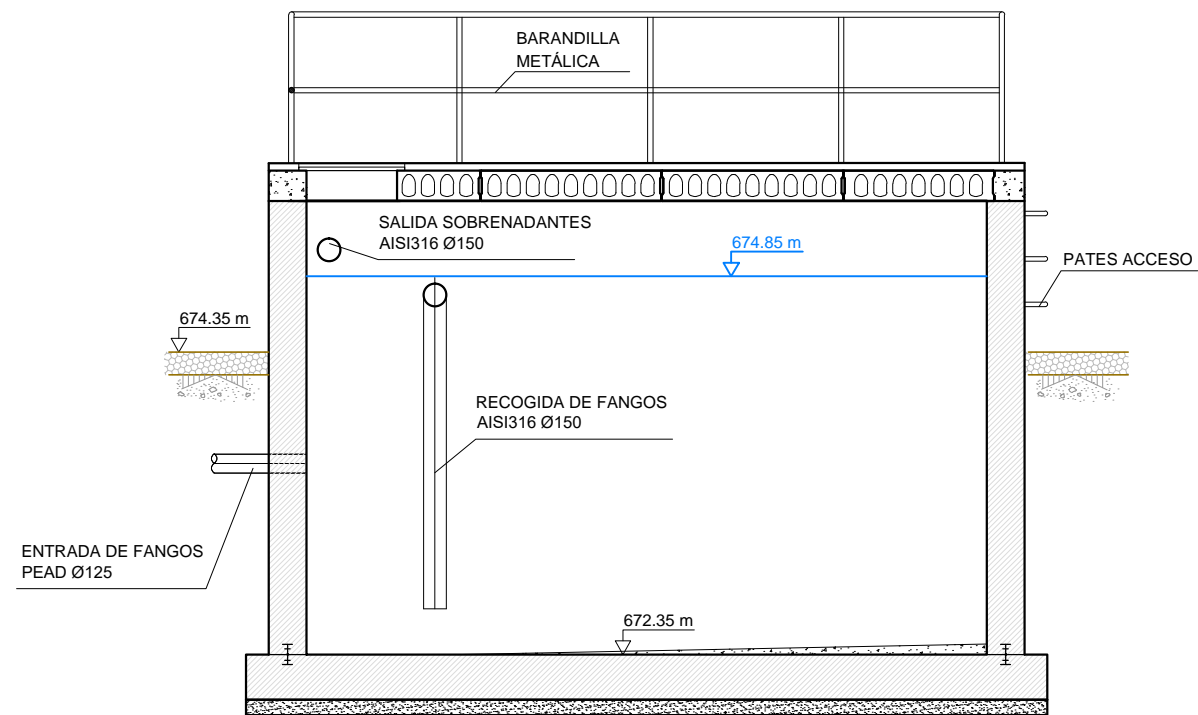 BARANDILLA
METÁLICA
SALIDA SOBRENADANTES
AISI316 Ø150
674.85 m
PATES ACCESO
674.35 m
RECOGIDA DE FANGOS
AISI316 Ø150
ENTRADA DE FANGOS
PEAD Ø125
672.35 m